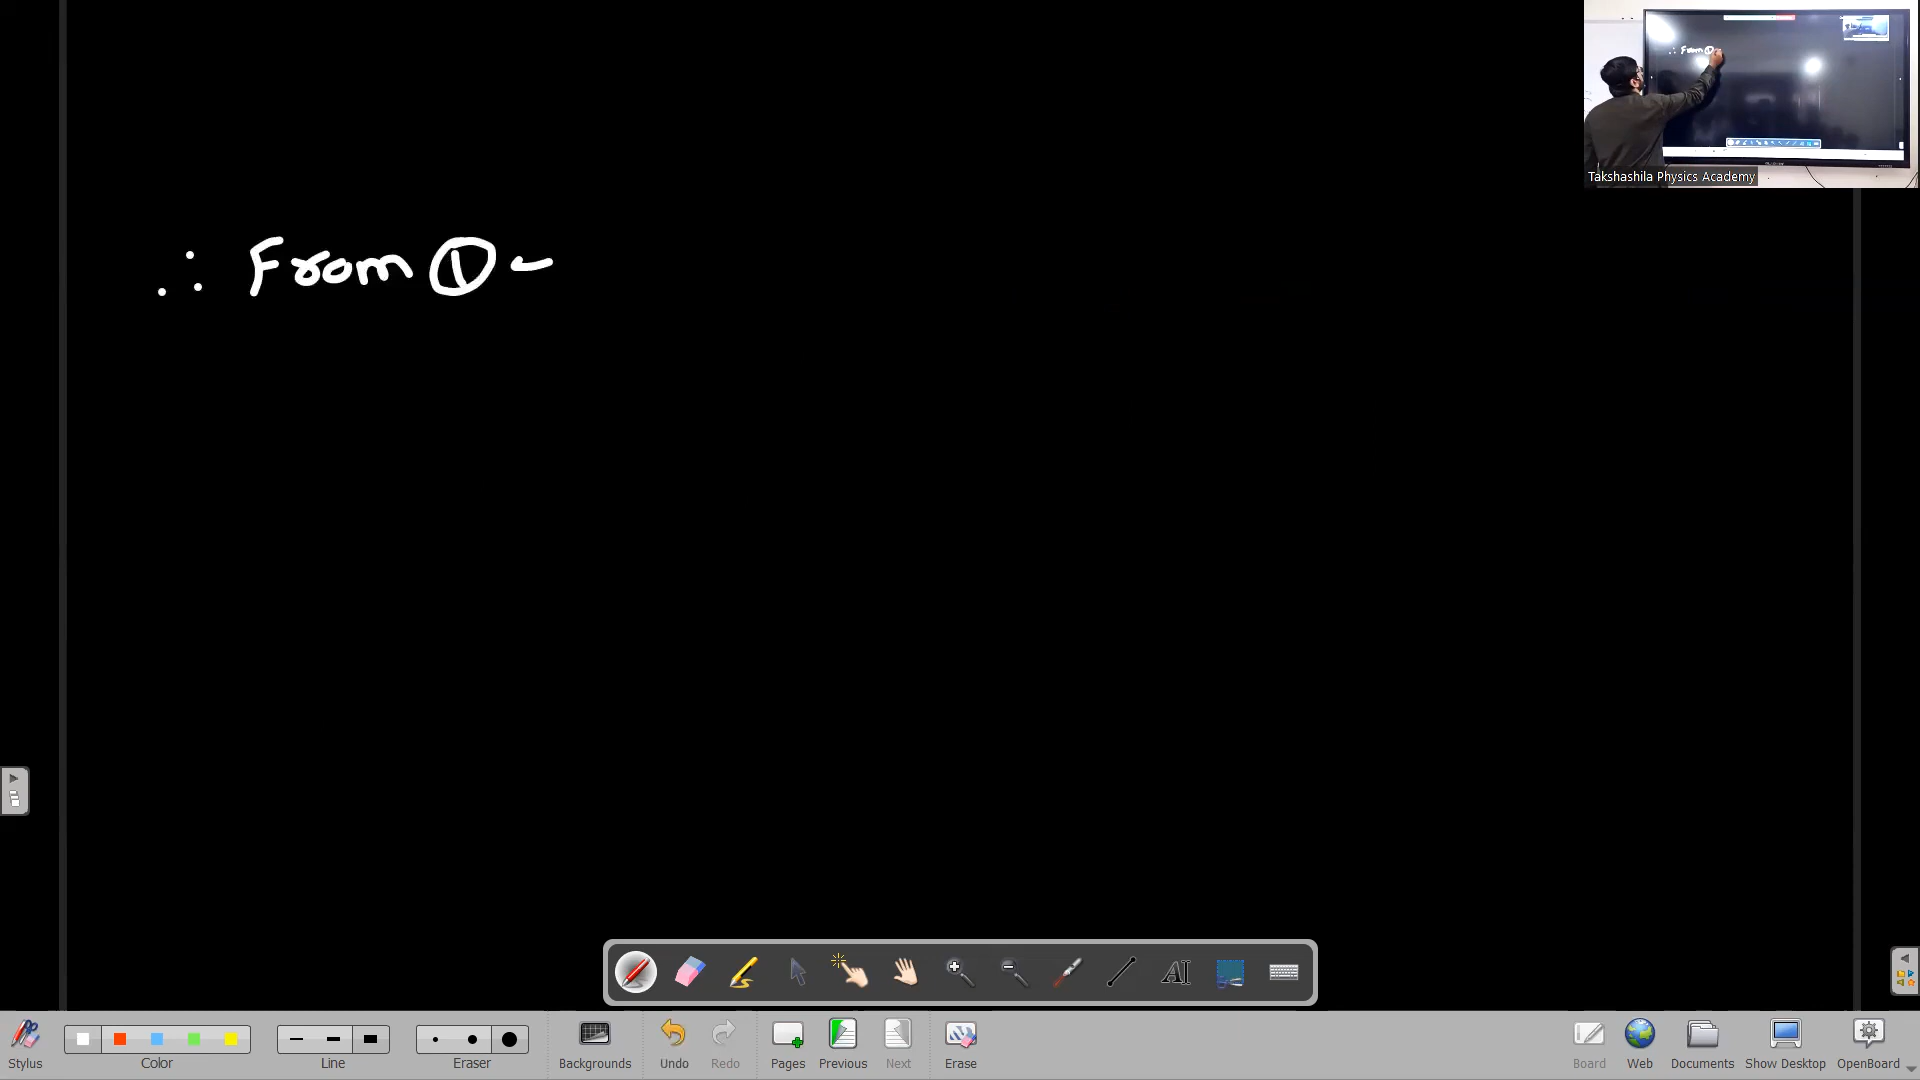 Takshashila Physics Academy
∴ From ① -
Stylus
Color
Line
Eraser
Backgrounds
Undo
Redo
Pages
Previous
Next
Erase
Board
Web
Documents
Show Desktop
OpenBoard